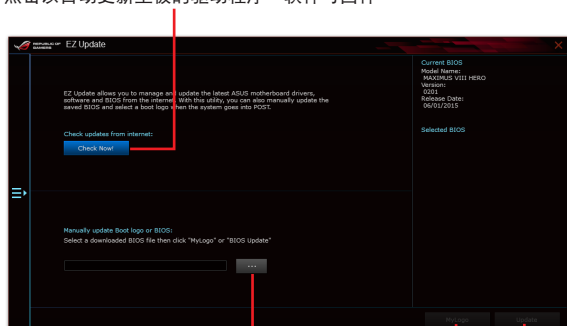 点击以自动更新主板的驱动程序、软件与固件
REPUBLIC OF GAMERS EZ Update
EZ Update allows you to manage and update the latest ASUS motherboard drivers,
software and BIOS from the internet. With this utility, you can also manually update the
saved BIOS and select a boot logo when the system goes into POST.
Check updates from internet:
Check Now!
Manually update Boot logo or BIOS:
Select a downloaded BIOS file then click "MyLogo" or "BIOS Update"
...
Current BIOS
Model Name:
MAXIMUS VIII HERO
Version:
0201
Release Date:
06/01/2015
Selected BIOS
MyLogo
Update